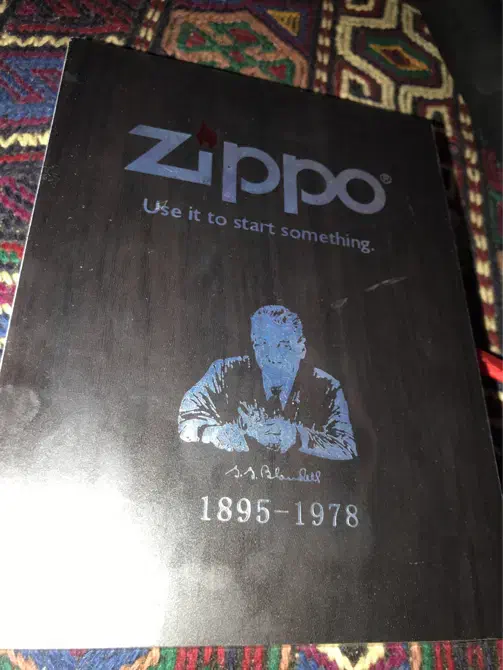 Zippo®
Use it to start something.
1895-1978